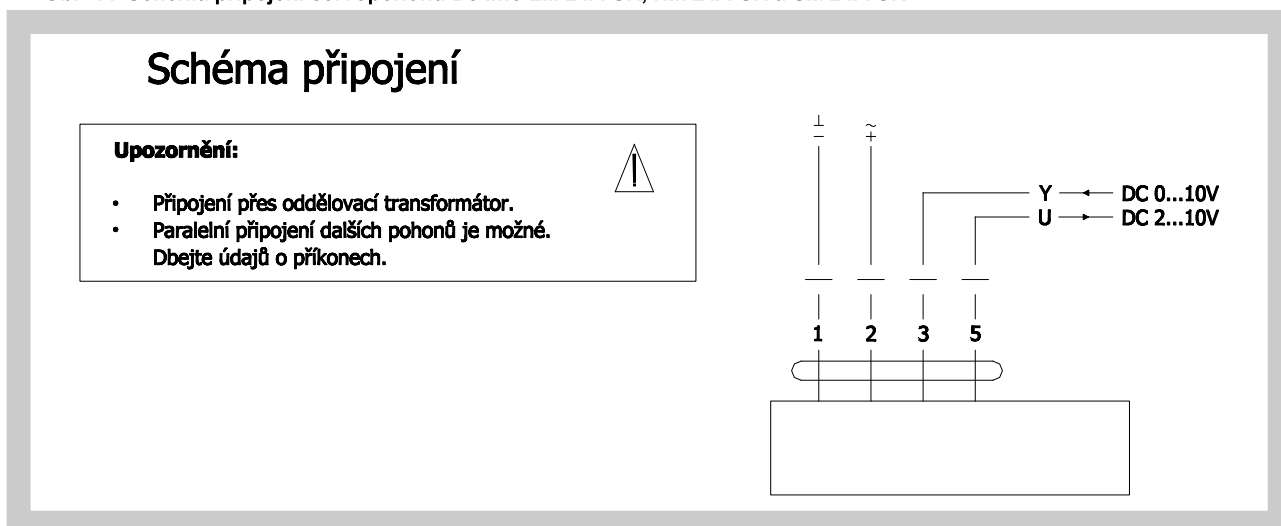 Schéma připojení
Upozornění:
• Připojení přes oddělovací transformátor.
• Paralelní připojení dalších pohonů je možné.
Dbejte údajů o příkonech.
⊥ ~
− +
Y DC 0...10V
U DC 2...10V
1 2 3 5